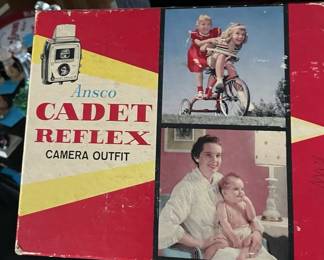 Ansco
CADET
REFLEX
CAMERA OUTFIT